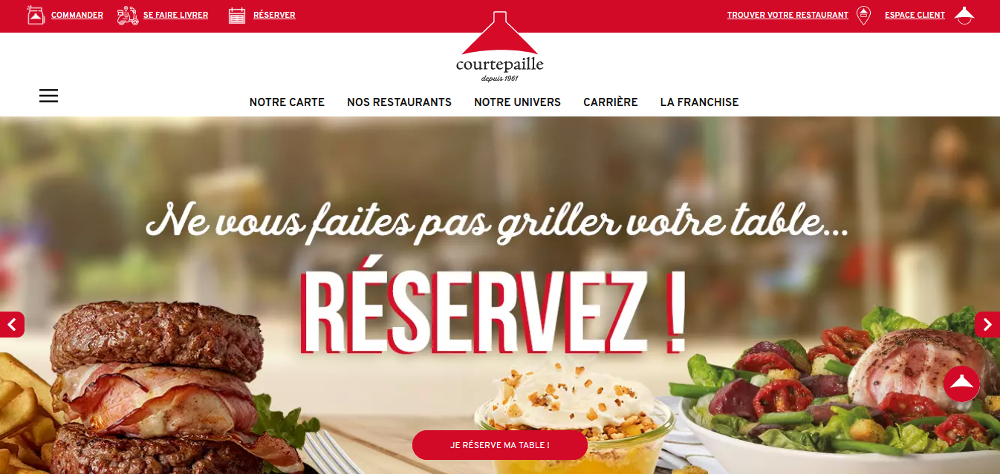 COMMANDER
SE FAIRE LIVRER
RÉSERVER
TROUVER VOTRE RESTAURANT
ESPACE CLIENT
courtepaille
depuis 1961
NOTRE CARTE
NOS RESTAURANTS
NOTRE UNIVERS
CARRIÈRE
LA FRANCHISE
Ne vous faites pas griller votre table...
RÉSERVEZ !
JE RÉSERVE MA TABLE !